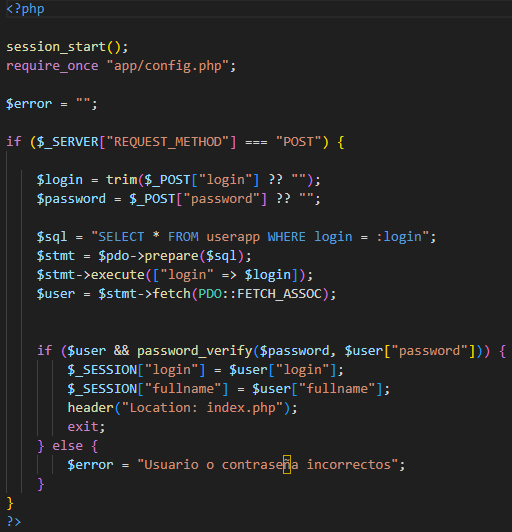 <?php
session_start();
require_once "app/config.php";
$error = "";
if ($_SERVER["REQUEST_METHOD"] === "POST") {
$login = trim($_POST["login"] ?? "");
$password = $_POST["password"] ?? "";
$sql = "SELECT * FROM userapp WHERE login = :login";
$stmt = $pdo->prepare($sql);
$stmt->execute(["login" => $login]);
$user = $stmt->fetch(PDO::FETCH_ASSOC);
if ($user && password_verify($password, $user["password"])) {
$_SESSION["login"] = $user["login"];
$_SESSION["fullname"] = $user["fullname"];
header("Location: index.php");
exit;
} else {
$error = "Usuario o contraseña incorrectos";
}
}
?>